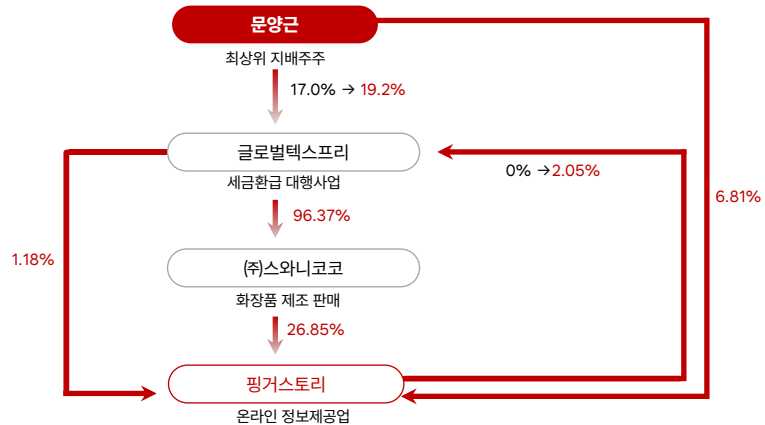 문양근
최상위 지배주주
17.0% → 19.2%
글로벌텍스프리
세금환급 대행사업
0% →2.05%
96.37%
6.81%
1.18%
㈜스와니코코
화장품 제조 판매
26.85%
핑거스토리
온라인 정보제공업